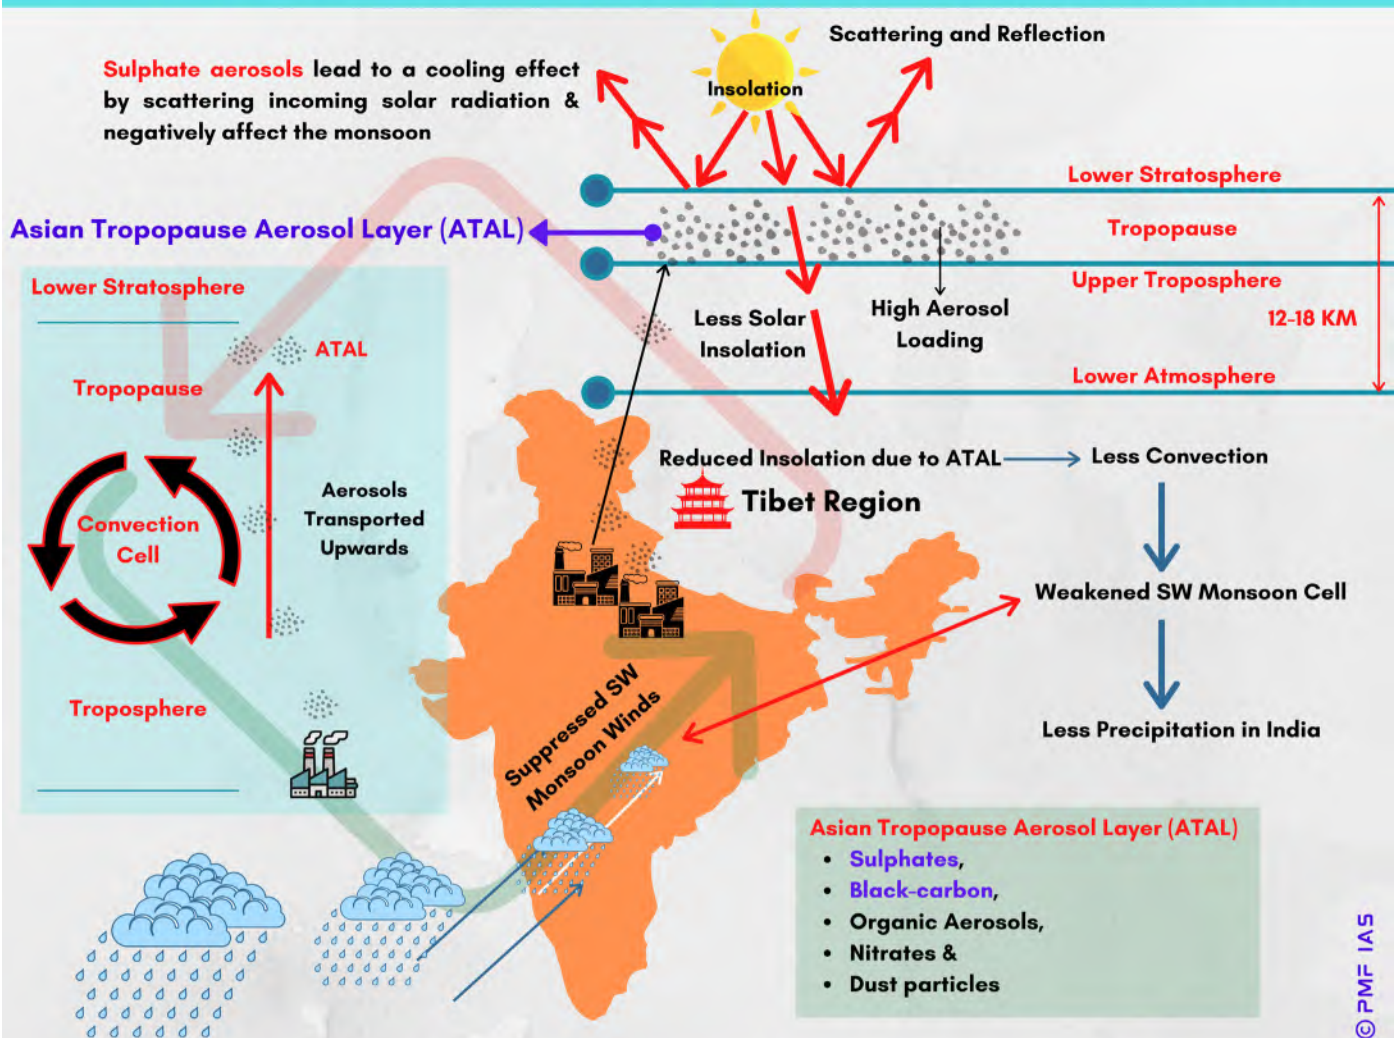 Scattering and Reflection
Insolation
Sulphate aerosols lead to a cooling effect
by scattering incoming solar radiation &
negatively affect the monsoon
Lower Stratosphere
Asian Tropopause Aerosol Layer (ATAL)
Tropopause
Upper Troposphere
12-18 KM
High Aerosol
Loading
Less Solar
Insolation
Lower Atmosphere
Lower Stratosphere
ATAL
Tropopause
Convection
Cell
Aerosols
Transported
Upwards
Troposphere
Reduced Insolation due to ATAL
Less Convection
Tibet Region
Weakened SW Monsoon Cell
Less Precipitation in India
Suppressed SW
Monsoon Winds
Asian Tropopause Aerosol Layer (ATAL)
• Sulphates,
• Black-carbon,
• Organic Aerosols,
• Nitrates &
• Dust particles
© PMF IAS